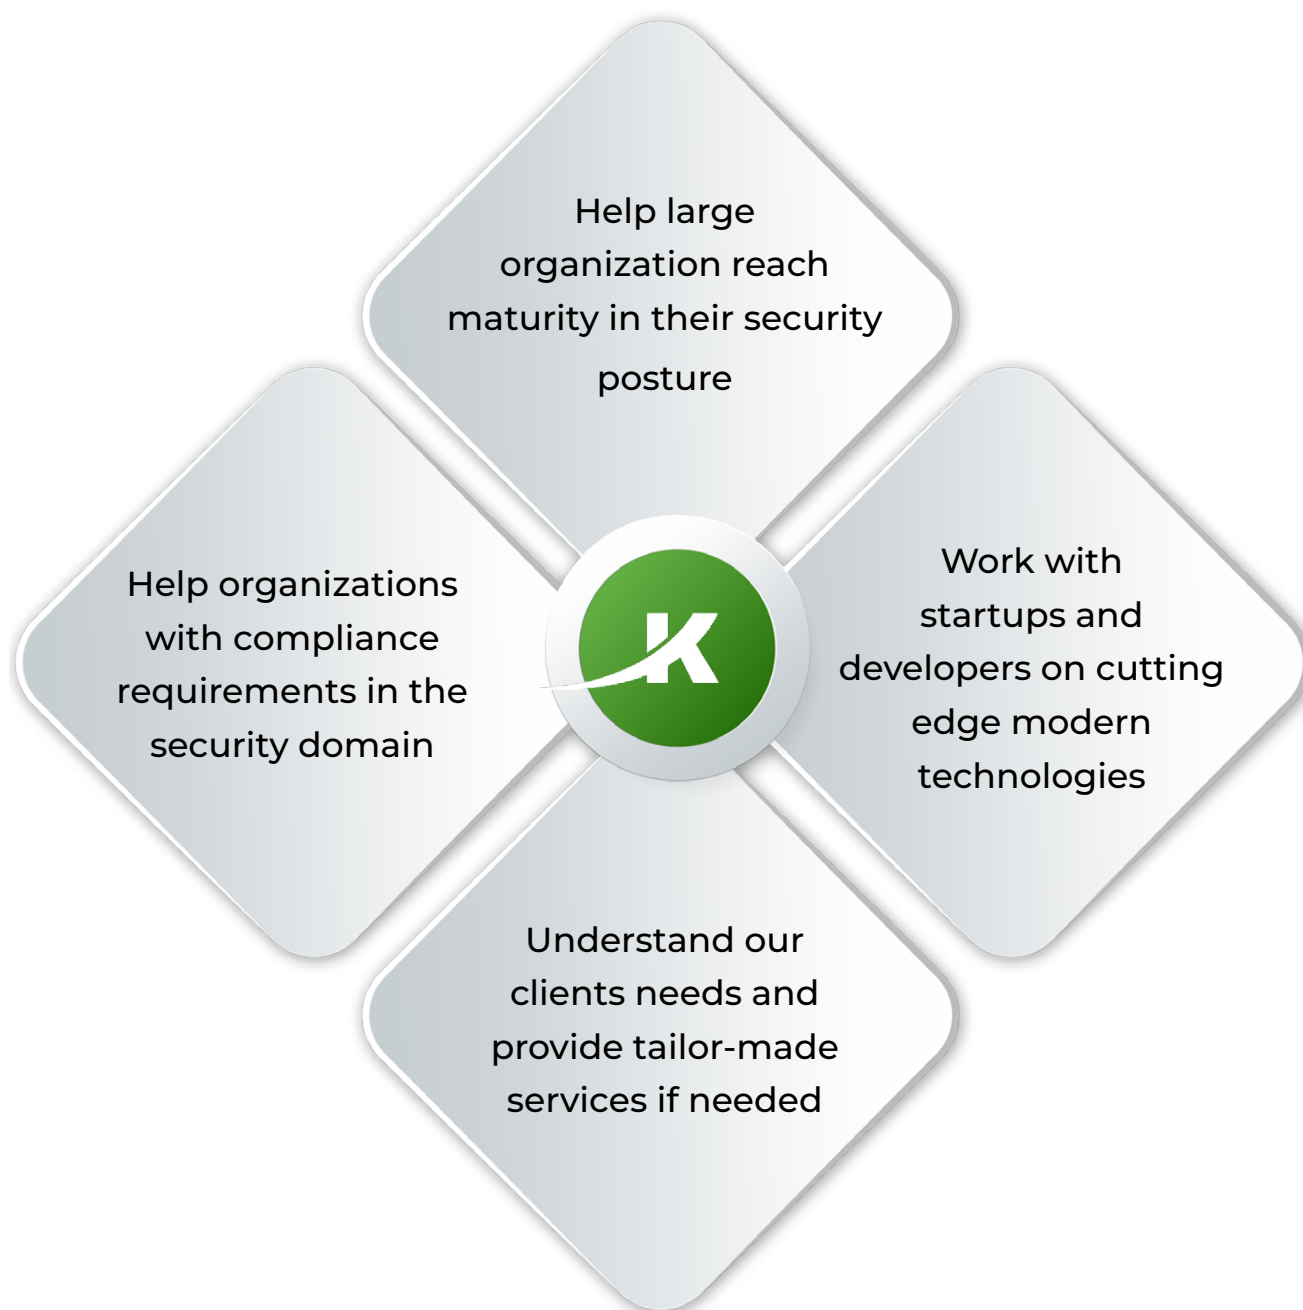 Help large
organization reach
maturity in their security
posture
Help organizations
with compliance
requirements in the
security domain
K
Work with
startups and
developers on cutting
edge modern
technologies
Understand our
clients needs and
provide tailor-made
services if needed